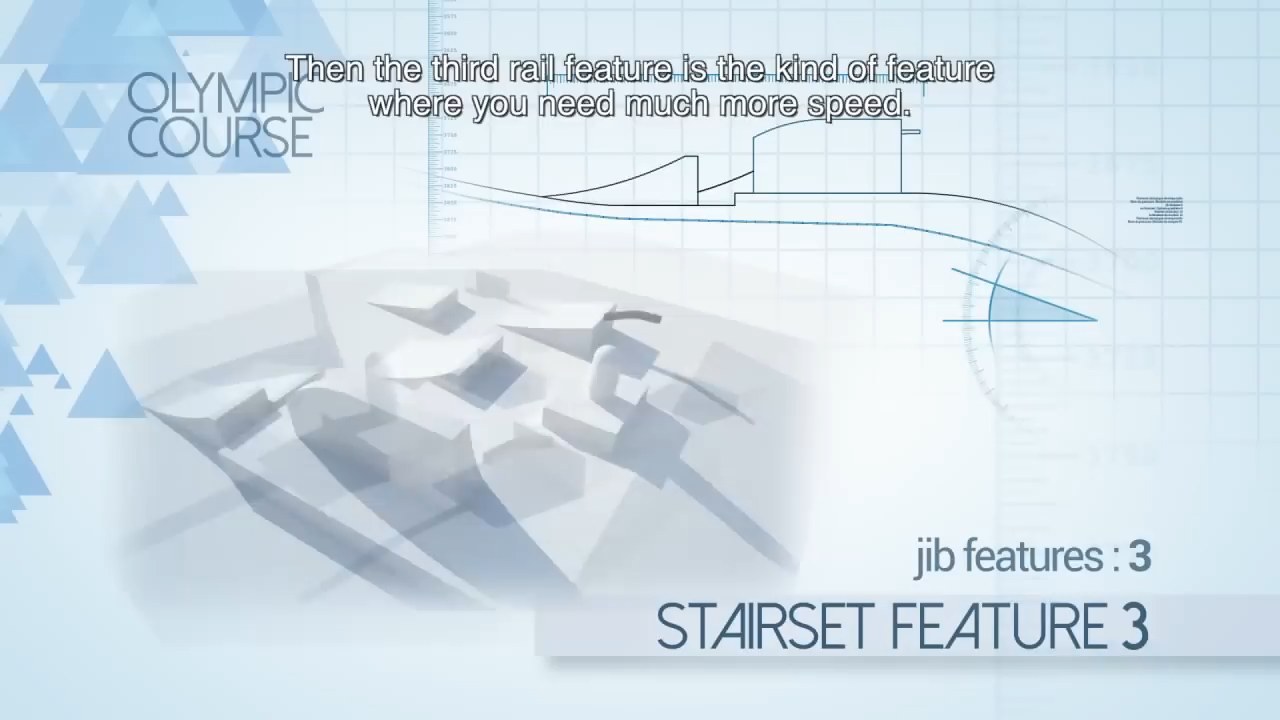 Then the third rail feature is the kind of feature
where you need much more speed.
OLYMPIC
COURSE
jib features : 3
STAIRSET FEATURE 3